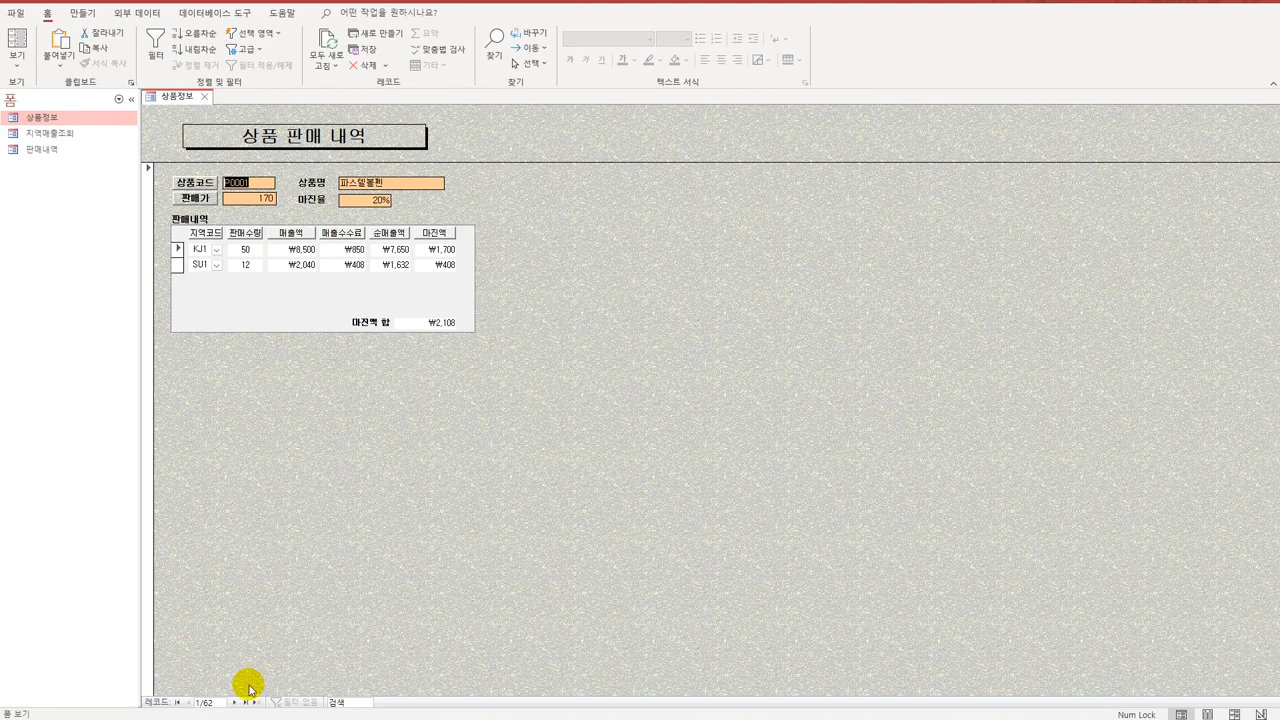 파일 홈 만들기 외부 데이터 데이터베이스 도구 도움말 어떤 작업을 원하시나요?
잘라내기 오름차순 선택 영역 새로 만들기 요약 바꾸기
복사 내림차순 고급 저장 맞춤법 검사 이동
보기 붙여넣기 서식 복사 필터 정렬 제거 필터 적용/해제 모두 새로 고침 삭제 기타 찾기 선택
가 가 가 가
보기 클립보드 정렬 및 필터 레코드 찾기 텍스트 서식
폼 상품정보
상품정보
지역매출조회
판매내역
상품 판매 내역
상품코드 P0001 상품명 파스텔볼펜
판매가 170 마진율 20%
판매내역
지역코드 판매수량 매출액 매출수수료 순매출액 마진액
KJ1 50 ₩8,500 ₩850 ₩7,650 ₩1,700
SU1 12 ₩2,040 ₩408 ₩1,632 ₩408
마진액 합 ₩2,108
레코드: 1/62 필터 없음 검색
폼 보기 Num Lock